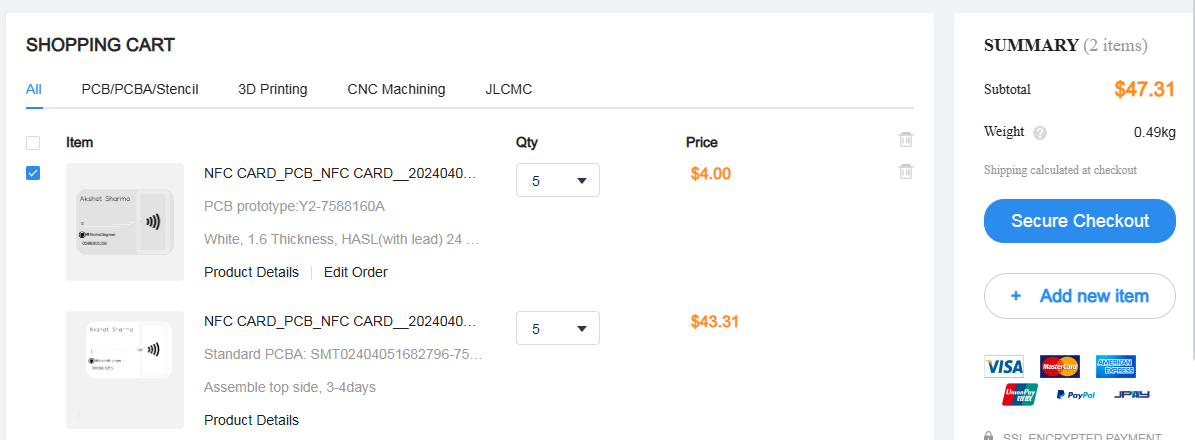 SHOPPING CART
All PCB/PCBA/Stencil 3D Printing CNC Machining JLCMC
Item Qty Price
NFC CARD_PCB_NFC CARD__2024040... 5 $4.00
PCB prototype:Y2-7588160A
White, 1.6 Thickness, HASL(with lead) 24 ...
Product Details Edit Order
Akshat Sharma
NFC CARD_PCB_NFC CARD__2024040... 5 $43.31
Standard PCBA: SMT02404051682796-75...
Assemble top side, 3-4days
Product Details
Akshat Sharma
SUMMARY (2 items)
Subtotal $47.31
Weight ? 0.49kg
Shipping calculated at checkout
Secure Checkout
+ Add new item
VISA MasterCard AMERICAN EXPRESS
UnionPay 银联 PayPal JPAY
SSL ENCRYPTED PAYMENT